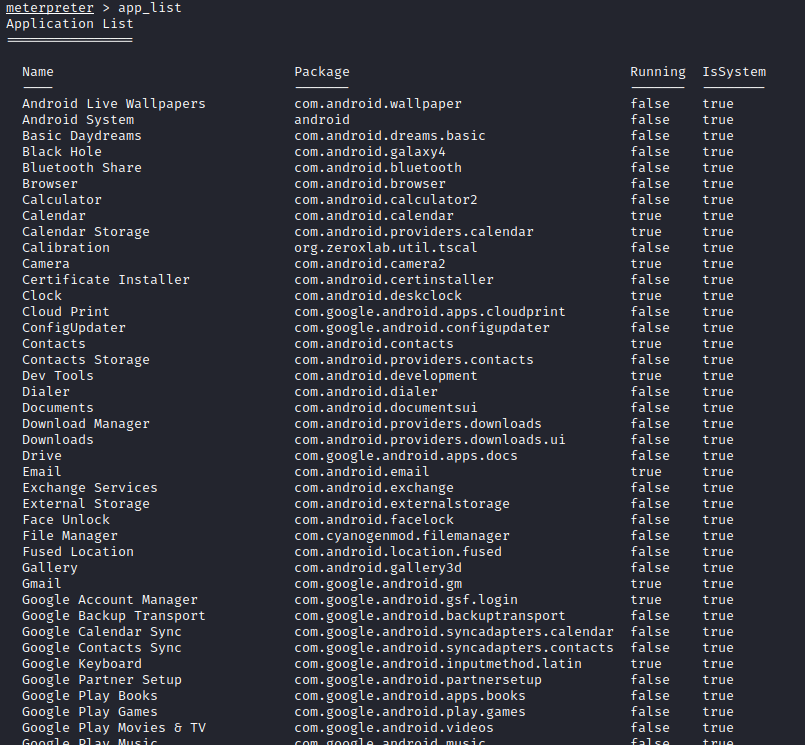 meterpreter > app_list
Application List
================
Name Package Running IsSystem
---- ------- ------- --------
Android Live Wallpapers com.android.wallpaper false true
Android System android false true
Basic Daydreams com.android.dreams.basic false true
Black Hole com.android.galaxy4 false true
Bluetooth Share com.android.bluetooth false true
Browser com.android.browser false true
Calculator com.android.calculator2 false true
Calendar com.android.calendar true true
Calendar Storage com.android.providers.calendar true true
Calibration org.zeroxlab.util.tscal false true
Camera com.android.camera2 true true
Certificate Installer com.android.certinstaller false true
Clock com.android.deskclock true true
Cloud Print com.google.android.apps.cloudprint false true
ConfigUpdater com.google.android.configupdater false true
Contacts com.android.contacts true true
Contacts Storage com.android.providers.contacts false true
Dev Tools com.android.development true true
Dialer com.android.dialer false true
Documents com.android.documentsui false true
Download Manager com.android.providers.downloads false true
Downloads com.android.providers.downloads.ui false true
Drive com.google.android.apps.docs false true
Email com.android.email true true
Exchange Services com.android.exchange false true
External Storage com.android.externalstorage false true
Face Unlock com.android.facelock false true
File Manager com.cyanogenmod.filemanager false true
Fused Location com.android.location.fused false true
Gallery com.android.gallery3d false true
Gmail com.google.android.gm true true
Google Account Manager com.google.android.gsf.login true true
Google Backup Transport com.google.android.backuptransport false true
Google Calendar Sync com.google.android.syncadapters.calendar false true
Google Contacts Sync com.google.android.syncadapters.contacts false true
Google Keyboard com.google.android.inputmethod.latin true true
Google Partner Setup com.google.android.partnersetup false true
Google Play Books com.google.android.apps.books false true
Google Play Games com.google.android.play.games false true
Google Play Movies & TV com.google.android.videos false true
Google Play Music com.google.android.music false true